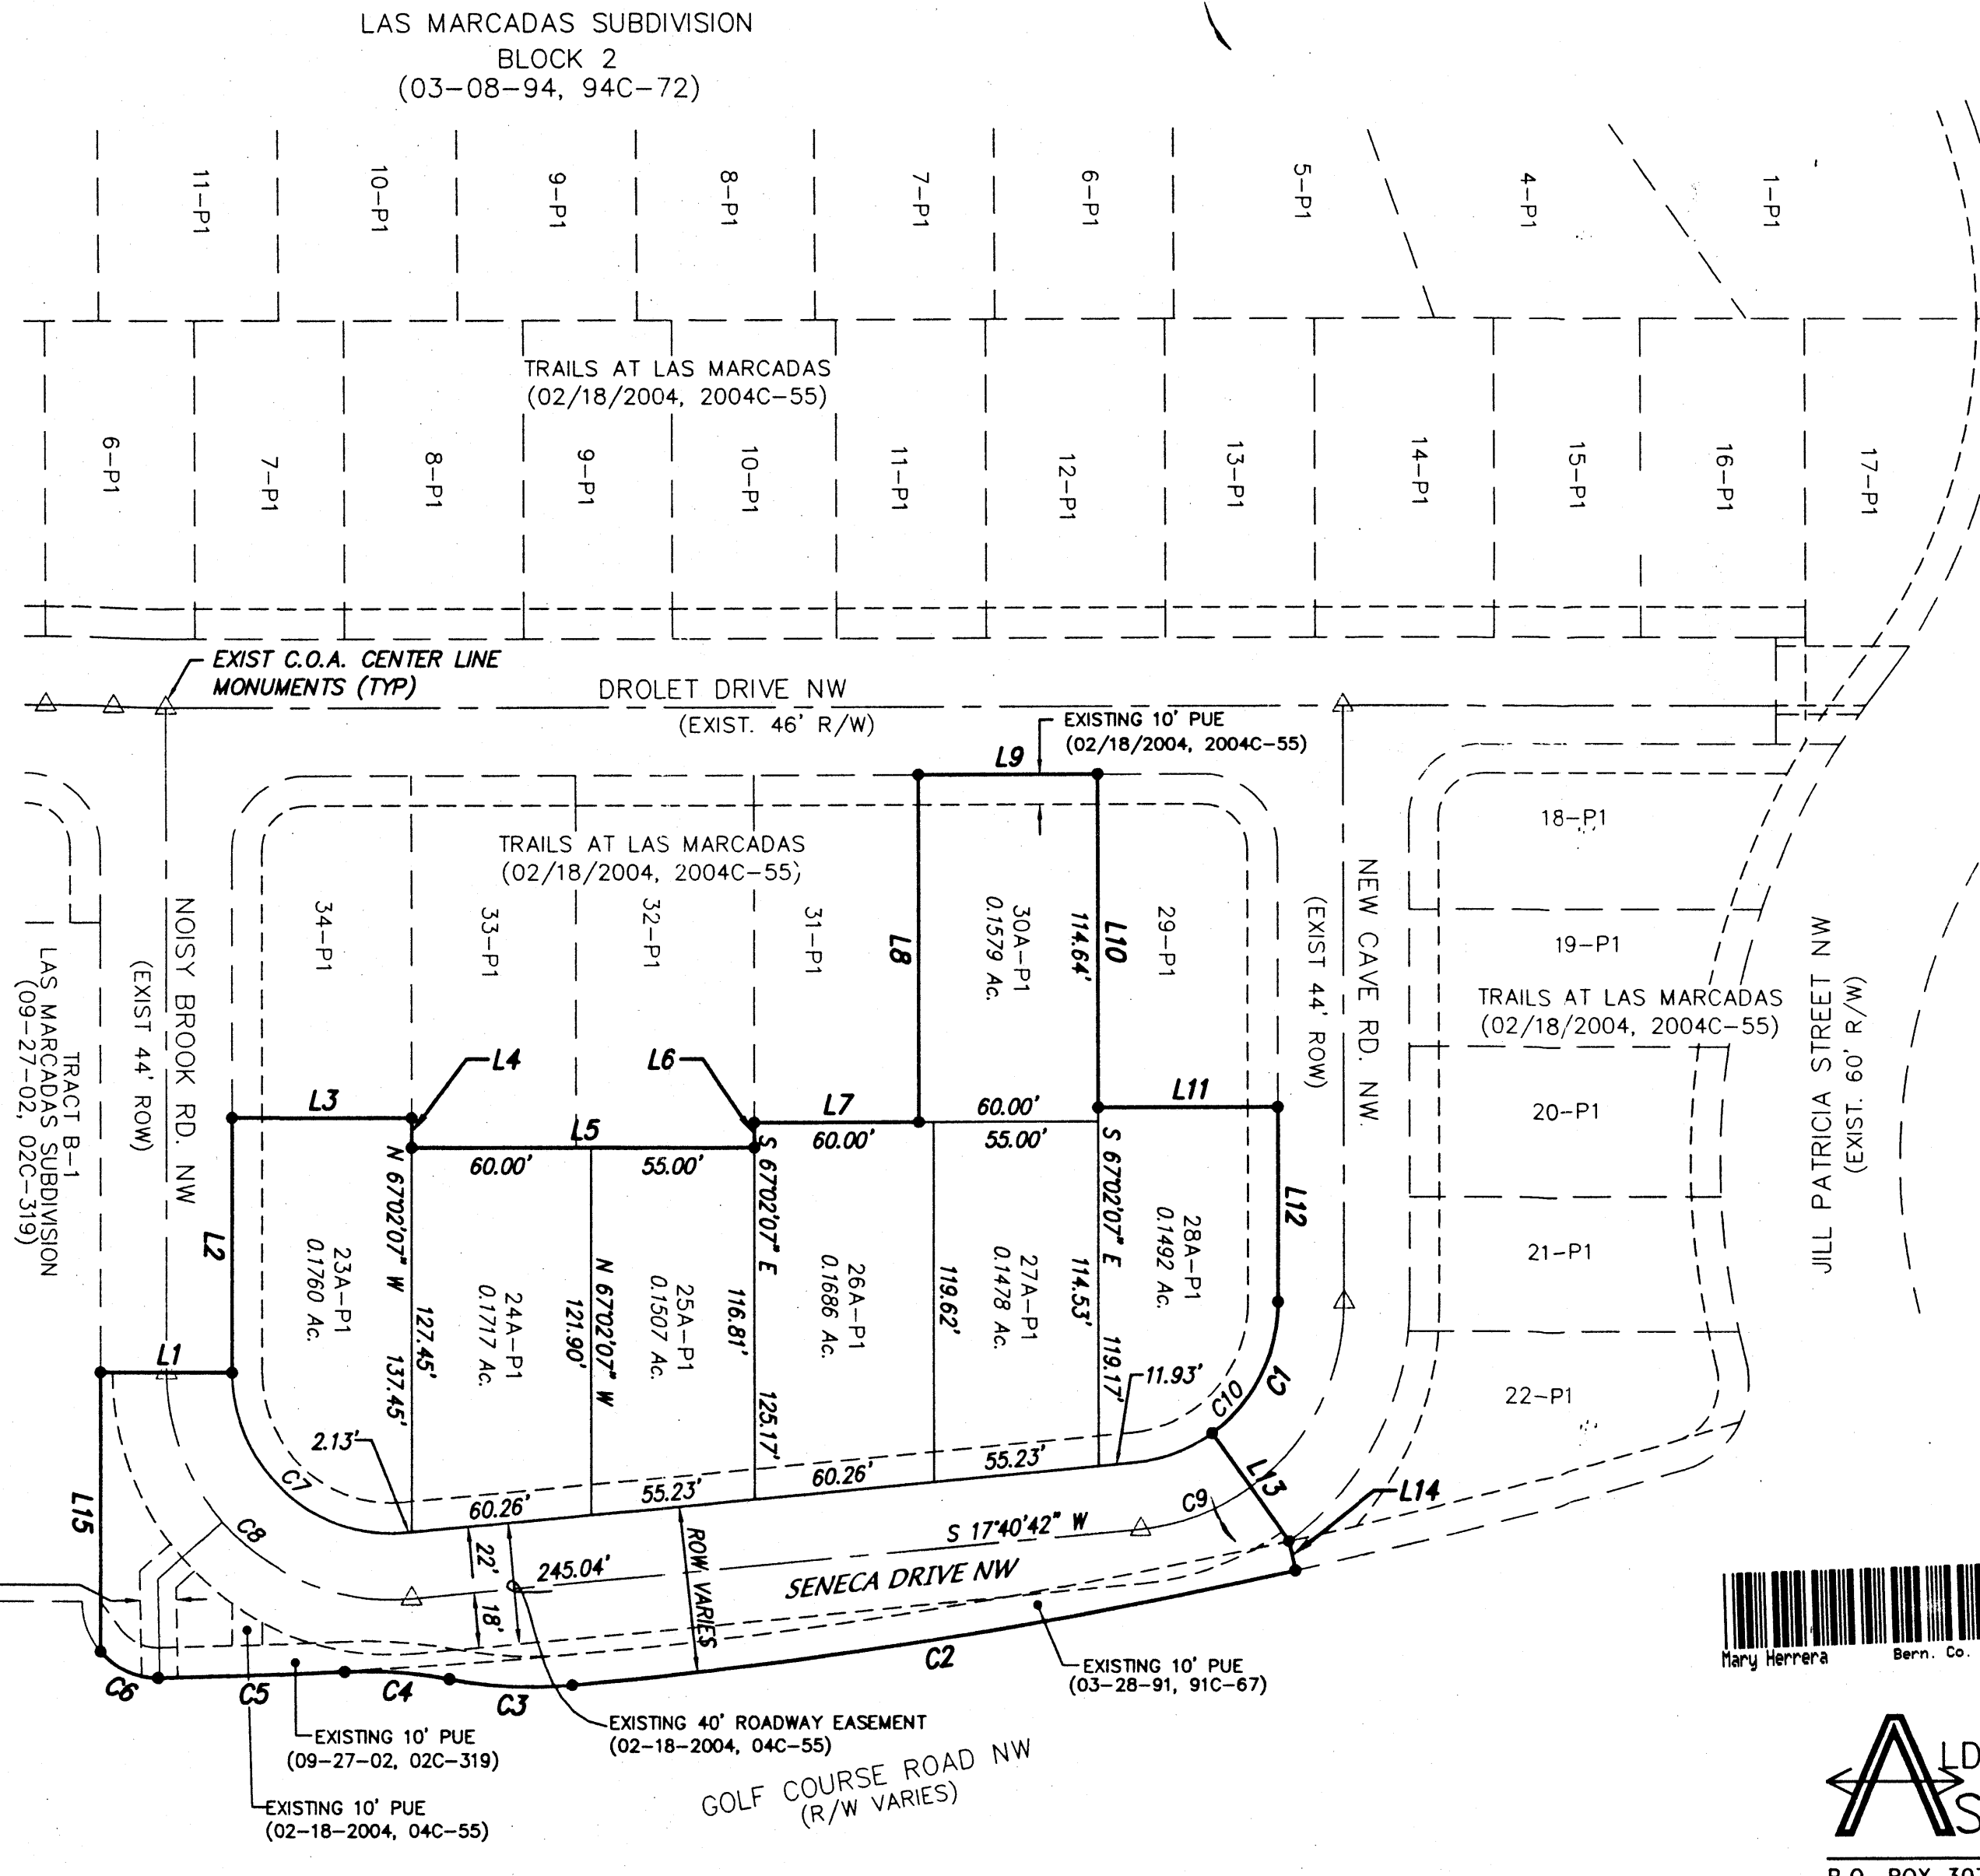 LAS MARCADAS SUBDIVISION
BLOCK 2
(03-08-94, 94C-72)
11-P1
10-P1
9-P1
8-P1
7-P1
6-P1
5-P1
4-P1
1-P1
TRAILS AT LAS MARCADAS
(02/18/2004, 2004C-55)
6-P1
7-P1
8-P1
9-P1
10-P1
11-P1
12-P1
13-P1
14-P1
15-P1
16-P1
17-P1
EXIST C.O.A. CENTER LINE
MONUMENTS (TYP)
DROLET DRIVE NW
(EXIST. 46' R/W)
EXISTING 10' PUE
(02/18/2004, 2004C-55)
L9
TRAILS AT LAS MARCADAS
(02/18/2004, 2004C-55)
34-P1
33-P1
32-P1
31-P1
L8
30A-P1
0.1579 Ac.
114.64'
L10
29-P1
NEW CAVE RD. NW.
(EXIST 44' ROW)
18-P1
19-P1
TRAILS AT LAS MARCADAS
(02/18/2004, 2004C-55)
20-P1
21-P1
22-P1
JILL PATRICIA STREET NW
(EXIST. 60' R/W)
NOISY BROOK RD. NW
(EXIST 44' ROW)
TRACT B-1
LAS MARCADAS SUBDIVISION
(09-27-02, 02C-319)
L4
L6
L3
L5
L7
60.00'
L11
60.00'
55.00'
60.00'
55.00'
L2
L12
23A-P1
0.1760 Ac.
N 67°02'07" W
127.45'
137.45'
24A-P1
0.1717 Ac.
N 67°02'07" W
121.90'
25A-P1
0.1507 Ac.
S 67°02'07" E
116.81'
125.17'
26A-P1
0.1686 Ac.
119.62'
27A-P1
0.1478 Ac.
S 67°02'07" E
114.53'
119.17'
28A-P1
0.1492 Ac.
L1
11.93'
C10
C1
2.13'
C7
60.26'
55.23'
60.26'
55.23'
L13
L14
L15
C8
C9
22'
18'
245.04'
ROW VARIES
S 17°40'42" W
SENECA DRIVE NW
C6
C5
C4
C3
C2
EXISTING 10' PUE
(03-28-91, 91C-67)
EXISTING 10' PUE
(09-27-02, 02C-319)
EXISTING 40' ROADWAY EASEMENT
(02-18-2004, 04C-55)
EXISTING 10' PUE
(02-18-2004, 04C-55)
GOLF COURSE ROAD NW
(R/W VARIES)
Mary Herrera
Bern. Co.